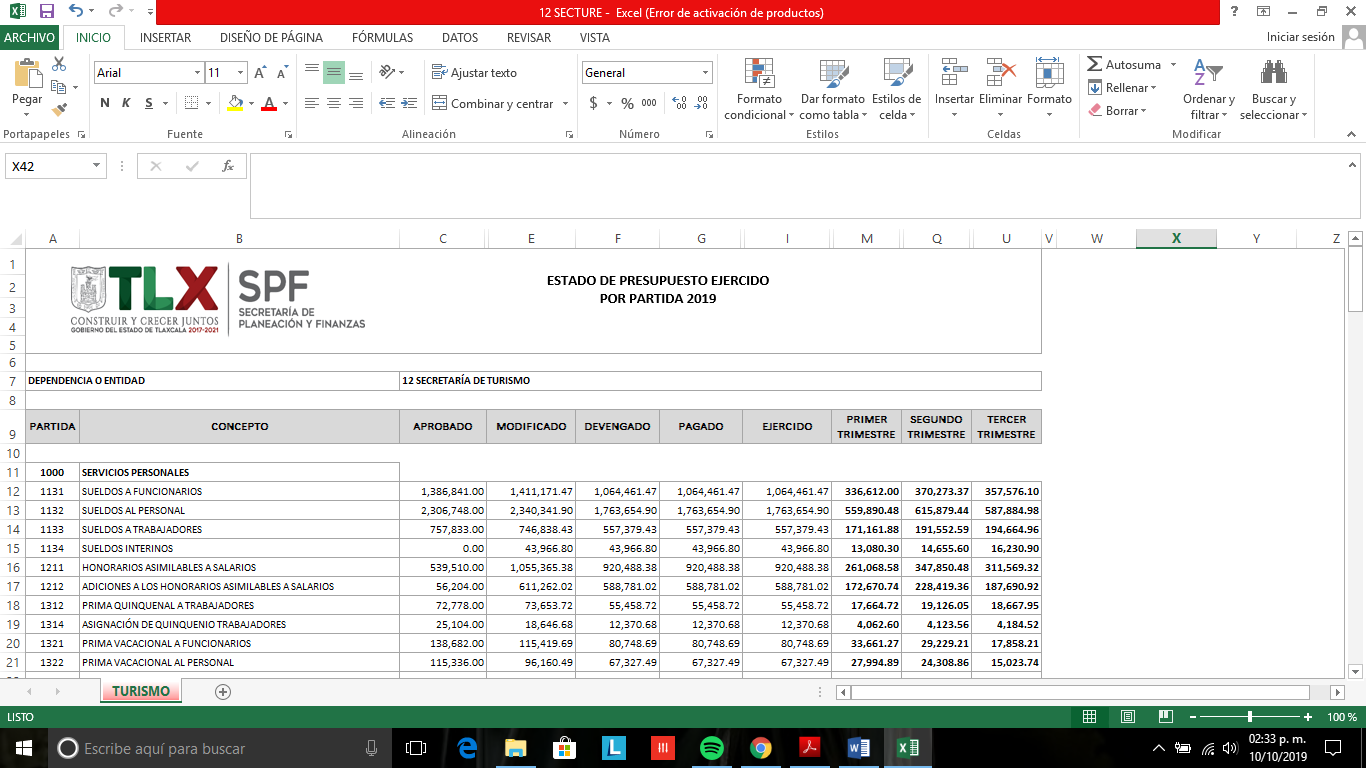 12 SECTURE - Excel (Error de activación de productos)
ARCHIVO INICIO INSERTAR DISEÑO DE PÁGINA FÓRMULAS DATOS REVISAR VISTA Iniciar sesión
Pegar Arial 11 Ajustar texto General Autosuma
N K S Combinar y centrar $ % 000 Formato condicional Dar formato como tabla Estilos de celda Insertar Eliminar Formato Rellenar Borrar Ordenar y filtrar Buscar y seleccionar
Portapapeles Fuente Alineación Número Estilos Celdas Modificar
X42 fx
A B C E F G I M Q U V W X Y Z
1
2 ESTADO DE PRESUPUESTO EJERCIDO
3 POR PARTIDA 2019
TLX SPF
SECRETARÍA DE
PLANEACIÓN Y FINANZAS
CONSTRUIR Y CRECER JUNTOS
GOBIERNO DEL ESTADO DE TLAXCALA 2017-2021
4
5
6
7 DEPENDENCIA O ENTIDAD 12 SECRETARÍA DE TURISMO
8
9 PARTIDA CONCEPTO APROBADO MODIFICADO DEVENGADO PAGADO EJERCIDO PRIMER TRIMESTRE SEGUNDO TRIMESTRE TERCER TRIMESTRE
10
11 1000 SERVICIOS PERSONALES
12 1131 SUELDOS A FUNCIONARIOS 1,386,841.00 1,411,171.47 1,064,461.47 1,064,461.47 1,064,461.47 336,612.00 370,273.37 357,576.10
13 1132 SUELDOS AL PERSONAL 2,306,748.00 2,340,341.90 1,763,654.90 1,763,654.90 1,763,654.90 559,890.48 615,879.44 587,884.98
14 1133 SUELDOS A TRABAJADORES 757,833.00 746,838.43 557,379.43 557,379.43 557,379.43 171,161.88 191,552.59 194,664.96
15 1134 SUELDOS INTERINOS 0.00 43,966.80 43,966.80 43,966.80 43,966.80 13,080.30 14,655.60 16,230.90
16 1211 HONORARIOS ASIMILABLES A SALARIOS 539,510.00 1,055,365.38 920,488.38 920,488.38 920,488.38 261,068.58 347,850.48 311,569.32
17 1212 ADICIONES A LOS HONORARIOS ASIMILABLES A SALARIOS 56,204.00 611,262.02 588,781.02 588,781.02 588,781.02 172,670.74 228,419.36 187,690.92
18 1312 PRIMA QUINQUENAL A TRABAJADORES 72,778.00 73,653.72 55,458.72 55,458.72 55,458.72 17,664.72 19,126.05 18,667.95
19 1314 ASIGNACIÓN DE QUINQUENIO TRABAJADORES 25,104.00 18,646.68 12,370.68 12,370.68 12,370.68 4,062.60 4,123.56 4,184.52
20 1321 PRIMA VACACIONAL A FUNCIONARIOS 138,682.00 115,419.69 80,748.69 80,748.69 80,748.69 33,661.27 29,229.21 17,858.21
21 1322 PRIMA VACACIONAL AL PERSONAL 115,336.00 96,160.49 67,327.49 67,327.49 67,327.49 27,994.89 24,308.86 15,023.74
TURISMO
LISTO 100 %
Escribe aquí para buscar
02:33 p. m.
10/10/2019